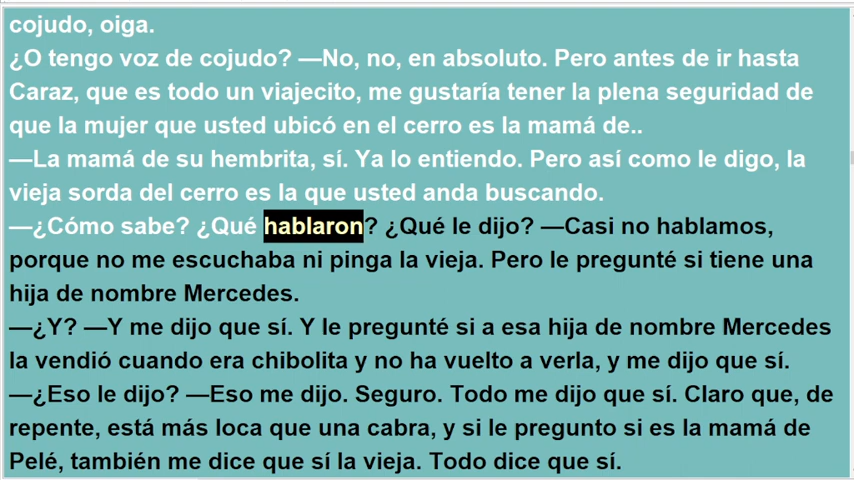 cojudo, oiga.
¿O tengo voz de cojudo? —No, no, en absoluto. Pero antes de ir hasta
Caraz, que es todo un viajecito, me gustaría tener la plena seguridad de
que la mujer que usted ubicó en el cerro es la mamá de..
—La mamá de su hembrita, sí. Ya lo entiendo. Pero así como le digo, la
vieja sorda del cerro es la que usted anda buscando.
—¿Cómo sabe? ¿Qué hablaron? ¿Qué le dijo? —Casi no hablamos,
porque no me escuchaba ni pinga la vieja. Pero le pregunté si tiene una
hija de nombre Mercedes.
—¿Y? —Y me dijo que sí. Y le pregunté si a esa hija de nombre Mercedes
la vendió cuando era chibolita y no ha vuelto a verla, y me dijo que sí.
—¿Eso le dijo? —Eso me dijo. Seguro. Todo me dijo que sí. Claro que, de
repente, está más loca que una cabra, y si le pregunto si es la mamá de
Pelé, también me dice que sí la vieja. Todo dice que sí.